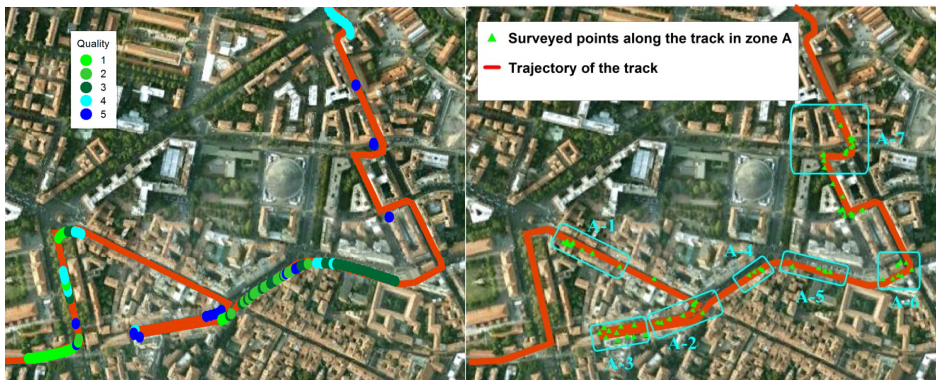 Quality
1
2
3
4
5
Surveyed points along the track in zone A
Trajectory of the track
A-7
A-1
A-4
A-5
A-6
A-2
A-3